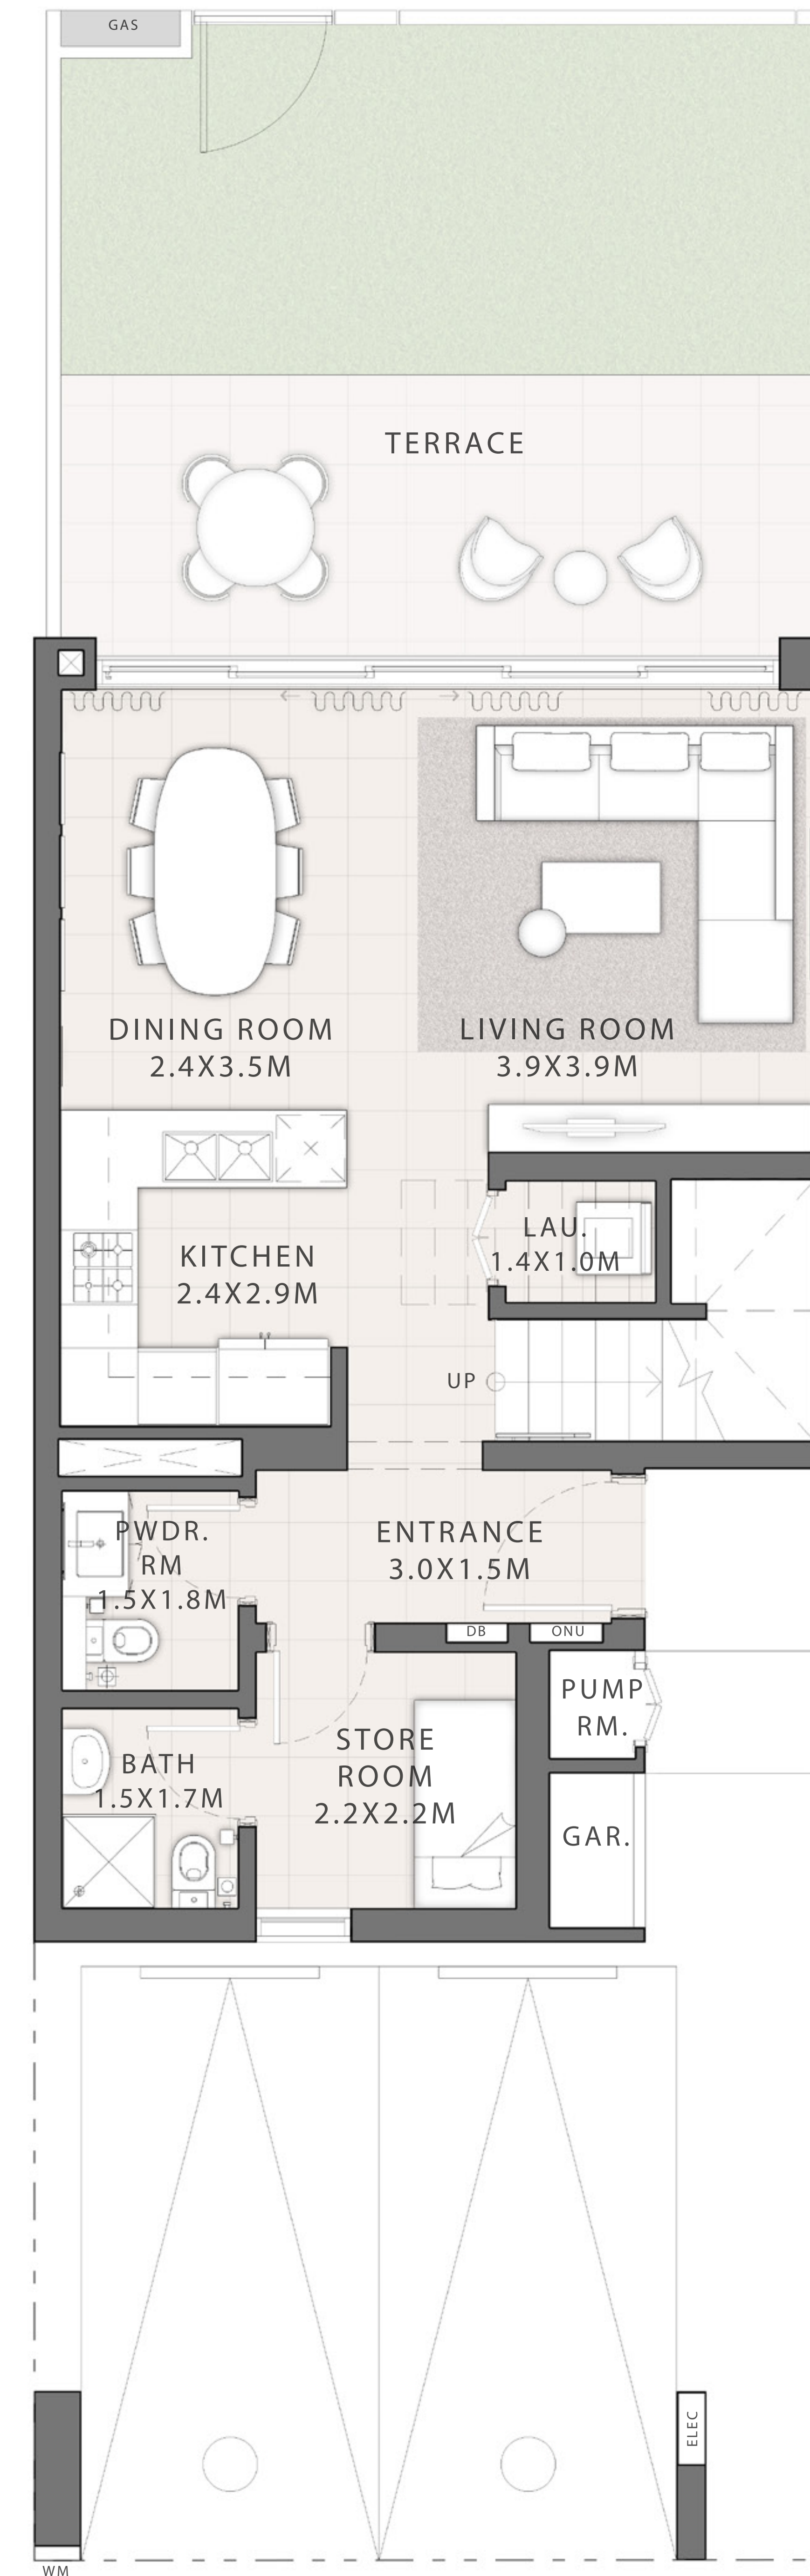 GAS
TERRACE
DINING ROOM
2.4X3.5M
LIVING ROOM
3.9X3.9M
LAU.
1.4X1.0M
KITCHEN
2.4X2.9M
UP
PWDR.
RM
1.5X1.8M
ENTRANCE
3.0X1.5M
DB
ONU
PUMP
RM.
STORE
ROOM
2.2X2.2M
BATH
1.5X1.7M
GAR.
ELEC
WM